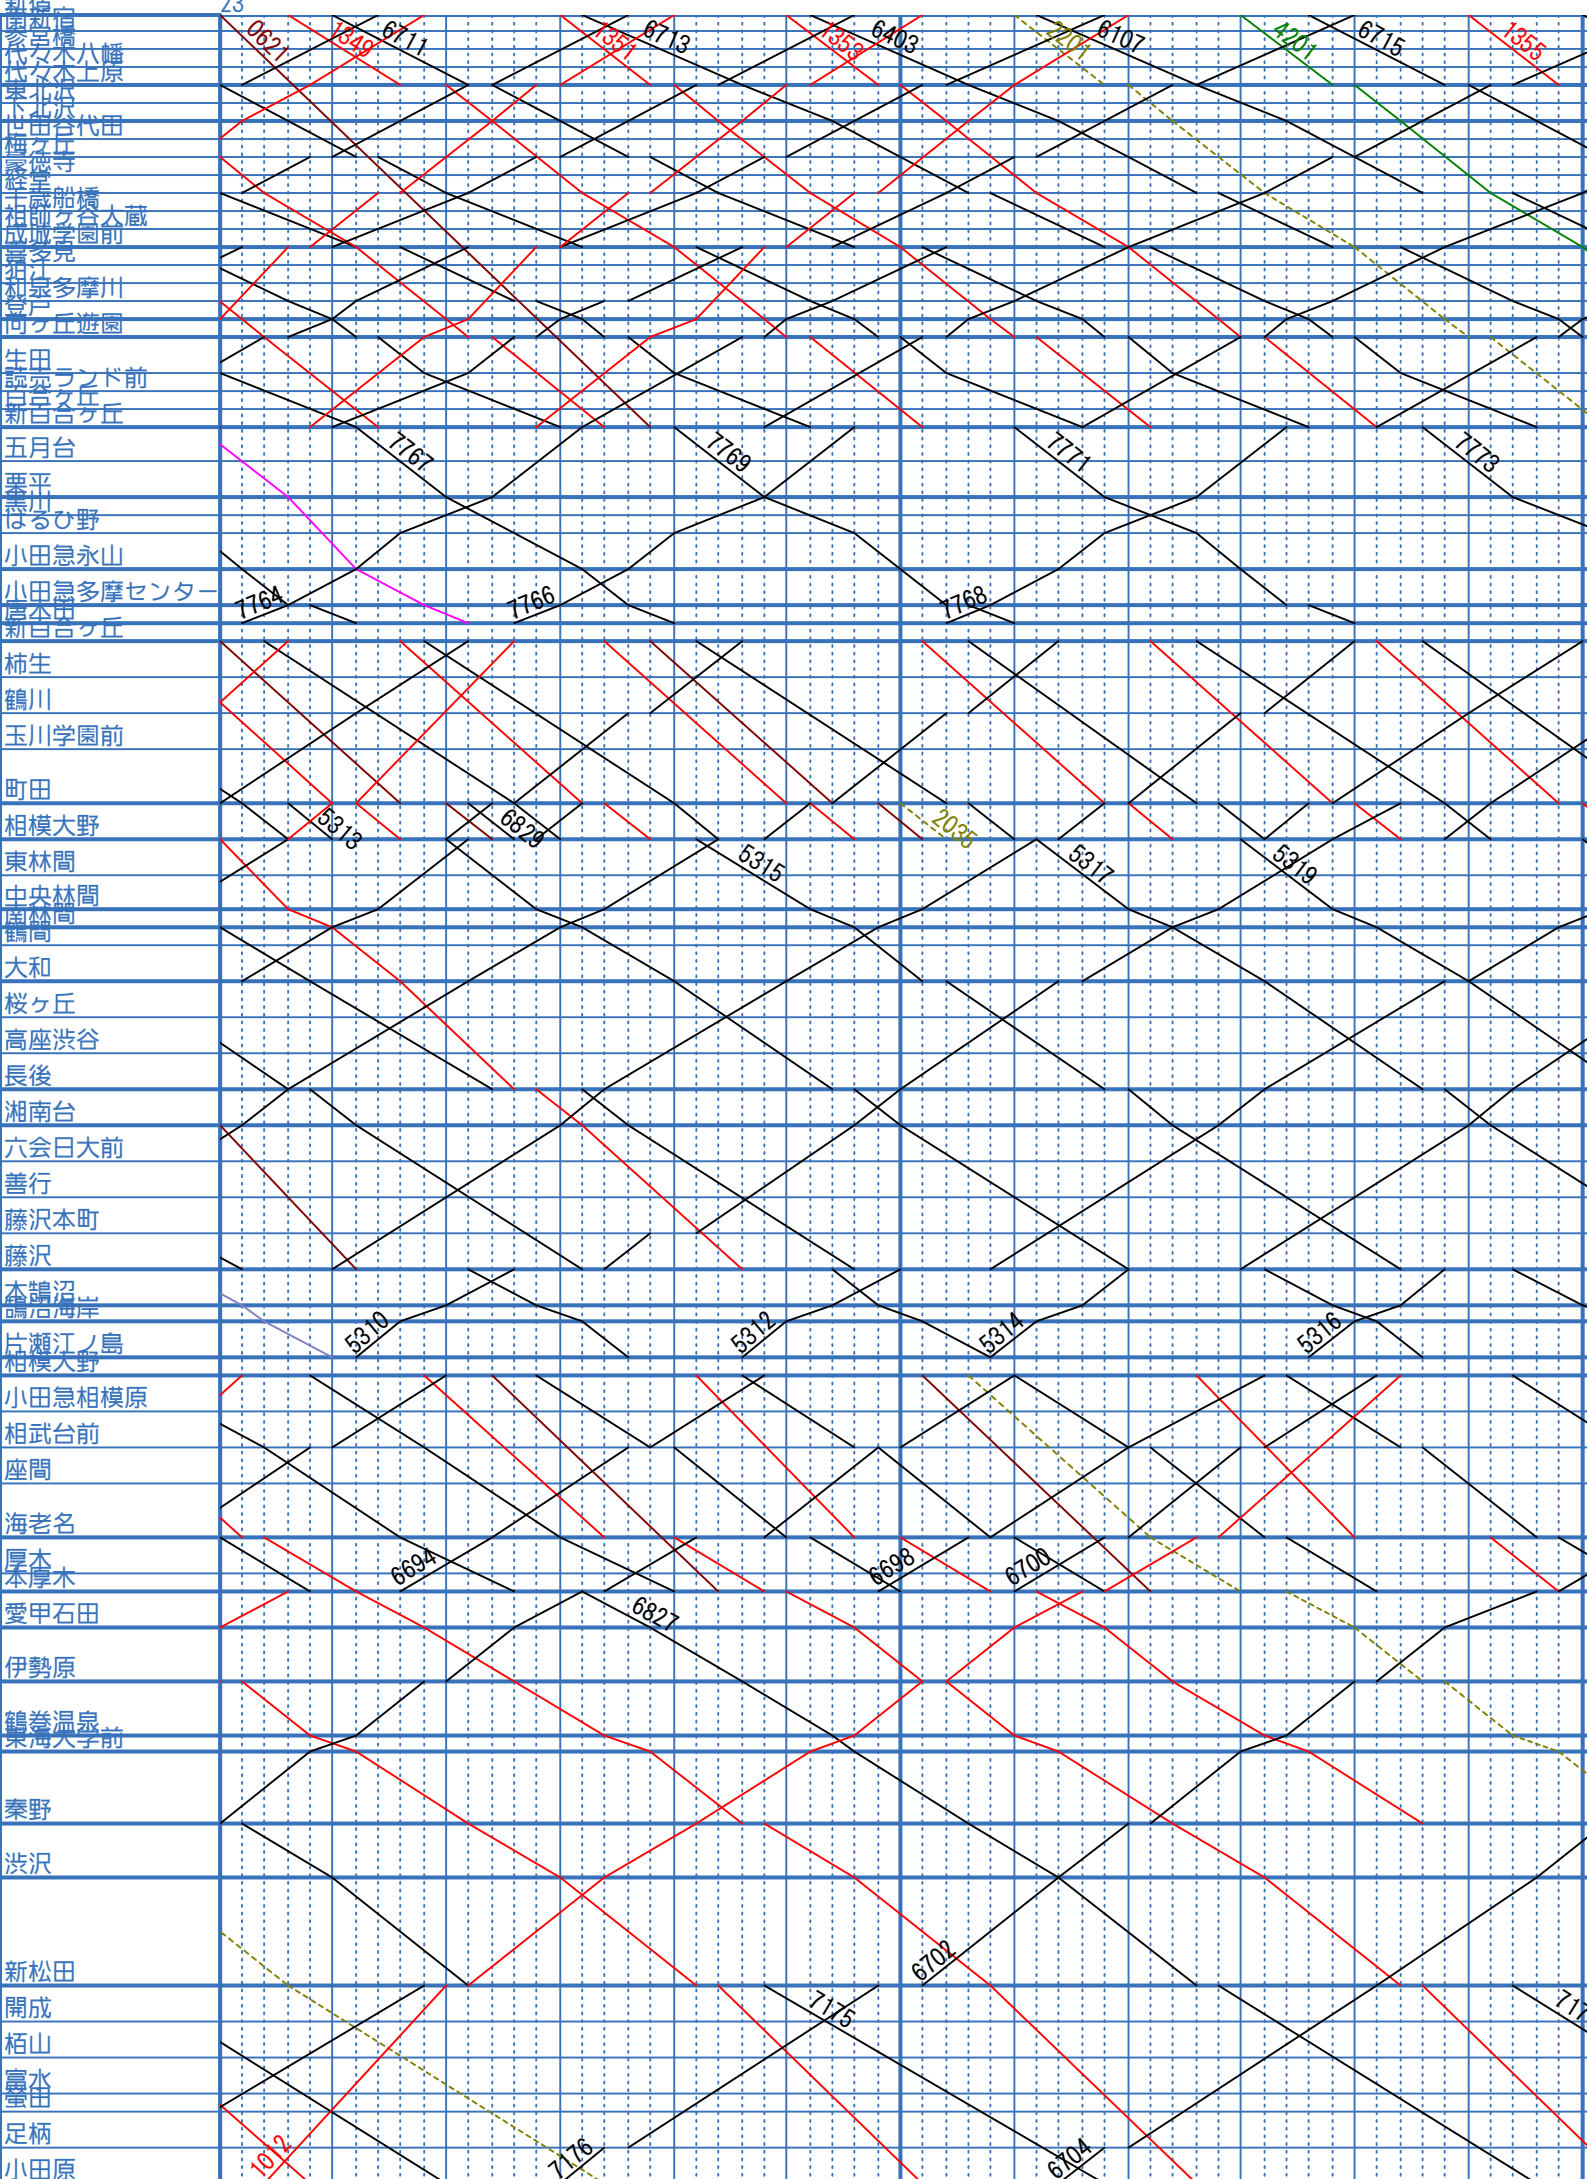 新宿
23
南新宿
参宮橋
代々木八幡
代々木上原
東北沢
下北沢
世田谷代田
梅ヶ丘
豪徳寺
経堂
千歳船橋
祖師ヶ谷大蔵
成城学園前
喜多見
狛江
和泉多摩川
登戸
向ヶ丘遊園
生田
読売ランド前
百合ヶ丘
新百合ヶ丘
五月台
栗平
黒川
はるひ野
小田急永山
小田急多摩センター
唐木田
新百合ヶ丘
柿生
鶴川
玉川学園前
町田
相模大野
東林間
中央林間
南林間
鶴間
大和
桜ヶ丘
高座渋谷
長後
湘南台
六会日大前
善行
藤沢本町
藤沢
本鵠沼
鵠沼海岸
片瀬江ノ島
相模大野
小田急相模原
相武台前
座間
海老名
厚木
本厚木
愛甲石田
伊勢原
鶴巻温泉
東海大学前
秦野
渋沢
新松田
開成
栢山
富水
螢田
足柄
小田原
0621
1349
6711
1351
6713
1353
6403
2201
6107
4201
6715
1355
7767
7769
7771
7773
7764
7766
7768
5313
6829
5315
2035
5317
5319
5310
5312
5314
5316
6694
6698
6700
6827
6702
7175
717
1012
7176
6704